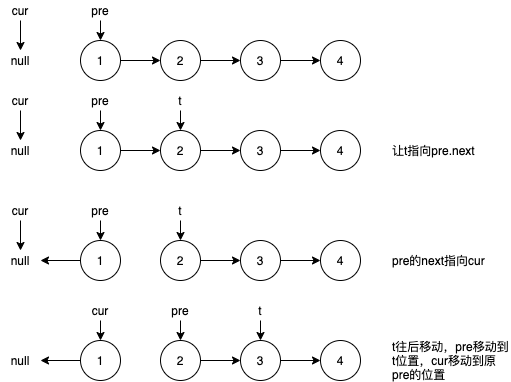 cur pre
null 1 2 3 4
cur pre t
null 1 2 3 4 让t指向pre.next
cur pre t
null 1 2 3 4 pre的next指向cur
cur pre t
null 1 2 3 4 t往后移动，pre移动到
t位置，cur移动到原
pre的位置